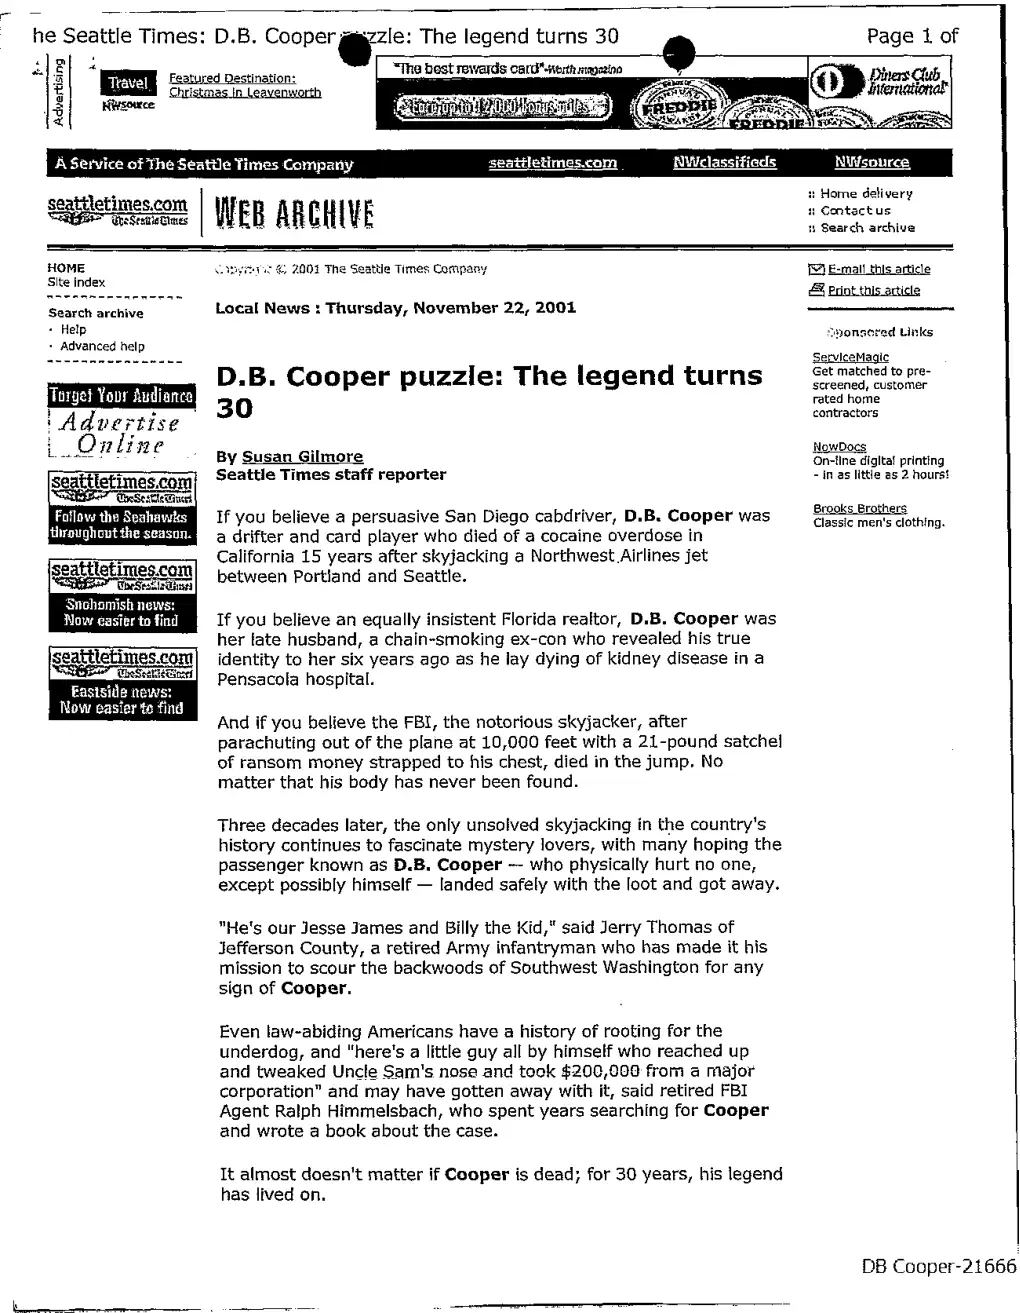 he Seattle Times: D.B. Cooper zzle: The legend turns 30
Page 1 of
Advertising
Travel
NWsource
Featured Destination:
Christmas in Leavenworth
"The best rewards card"-Worth magazine
FREDDIE
FREDDIE
Diners Club
International
A Service of The Seattle Times Company
seattletimes.com
NWclassifieds
NWsource
seattletimes.com
The Seattle Times
WEB ARCHIVE
:: Home delivery
:: Contact us
:: Search archive
HOME
Site index
Search archive
· Help
· Advanced help
Target Your Audience
Advertise
Online
seattletimes.com
The Seattle Times
Follow the Seahawks
throughout the season.
seattletimes.com
The Seattle Times
Snohomish news:
Now easier to find
seattletimes.com
The Seattle Times
Eastside news:
Now easier to find
Copyright © 2001 The Seattle Times Company
Local News : Thursday, November 22, 2001
D.B. Cooper puzzle: The legend turns
30
By Susan Gilmore
Seattle Times staff reporter
If you believe a persuasive San Diego cabdriver, D.B. Cooper was
a drifter and card player who died of a cocaine overdose in
California 15 years after skyjacking a Northwest Airlines jet
between Portland and Seattle.
If you believe an equally insistent Florida realtor, D.B. Cooper was
her late husband, a chain-smoking ex-con who revealed his true
identity to her six years ago as he lay dying of kidney disease in a
Pensacola hospital.
And if you believe the FBI, the notorious skyjacker, after
parachuting out of the plane at 10,000 feet with a 21-pound satchel
of ransom money strapped to his chest, died in the jump. No
matter that his body has never been found.
Three decades later, the only unsolved skyjacking in the country's
history continues to fascinate mystery lovers, with many hoping the
passenger known as D.B. Cooper — who physically hurt no one,
except possibly himself — landed safely with the loot and got away.
"He's our Jesse James and Billy the Kid," said Jerry Thomas of
Jefferson County, a retired Army infantryman who has made it his
mission to scour the backwoods of Southwest Washington for any
sign of Cooper.
Even law-abiding Americans have a history of rooting for the
underdog, and "here's a little guy all by himself who reached up
and tweaked Uncle Sam's nose and took $200,000 from a major
corporation" and may have gotten away with it, said retired FBI
Agent Ralph Himmelsbach, who spent years searching for Cooper
and wrote a book about the case.
It almost doesn't matter if Cooper is dead; for 30 years, his legend
has lived on.
E-mail this article
Print this article
Sponsored Links
ServiceMagic
Get matched to pre-
screened, customer
rated home
contractors
NowDocs
On-line digital printing
- in as little as 2 hours!
Brooks Brothers
Classic men's clothing.
DB Cooper-21666